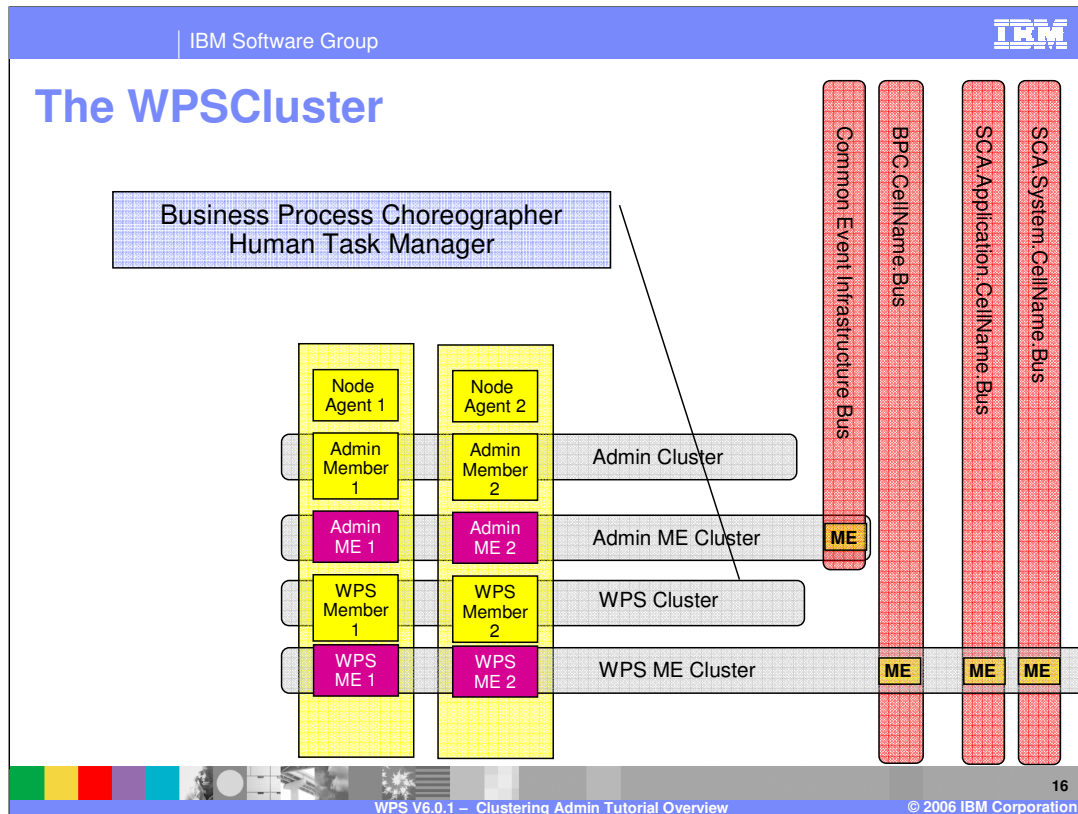 IBM Software Group
IBM
The WPSCluster
Business Process Choreographer
Human Task Manager
Common Event Infrastructure Bus
BPC.CellName.Bus
SCA.Application.CellName.Bus
SCA.System.CellName.Bus
Node
Agent 1
Node
Agent 2
Admin
Member
1
Admin
Member
2
Admin Cluster
Admin
ME 1
Admin
ME 2
Admin ME Cluster
ME
WPS
Member
1
WPS
Member
2
WPS Cluster
WPS
ME 1
WPS
ME 2
WPS ME Cluster
ME
ME
ME
16
WPS V6.0.1 – Clustering Admin Tutorial Overview
© 2006 IBM Corporation